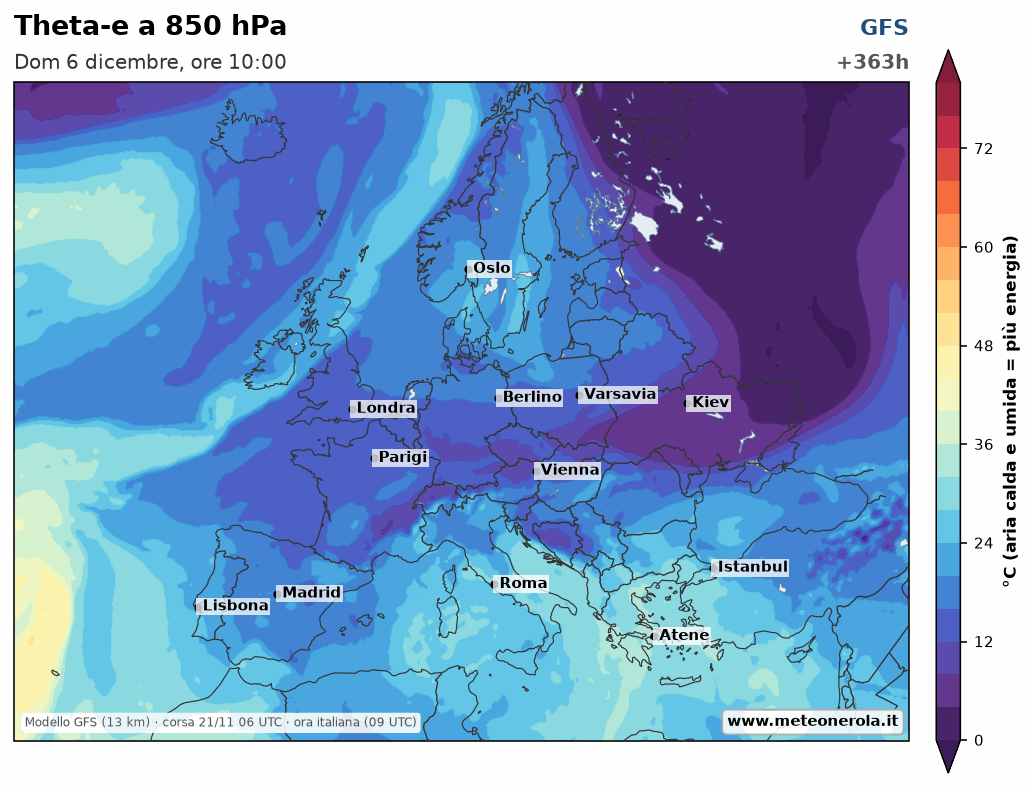 Theta-e a 850 hPa
GFS
Dom 6 dicembre, ore 10:00
+363h
72
60
48
36
24
12
0
°C (aria calda e umida = più energia)
Oslo
Londra
Berlino
Varsavia
Kiev
Parigi
Vienna
Istanbul
Roma
Madrid
Lisbona
Atene
Modello GFS (13 km) · corsa 21/11 06 UTC · ora italiana (09 UTC)
www.meteonerola.it